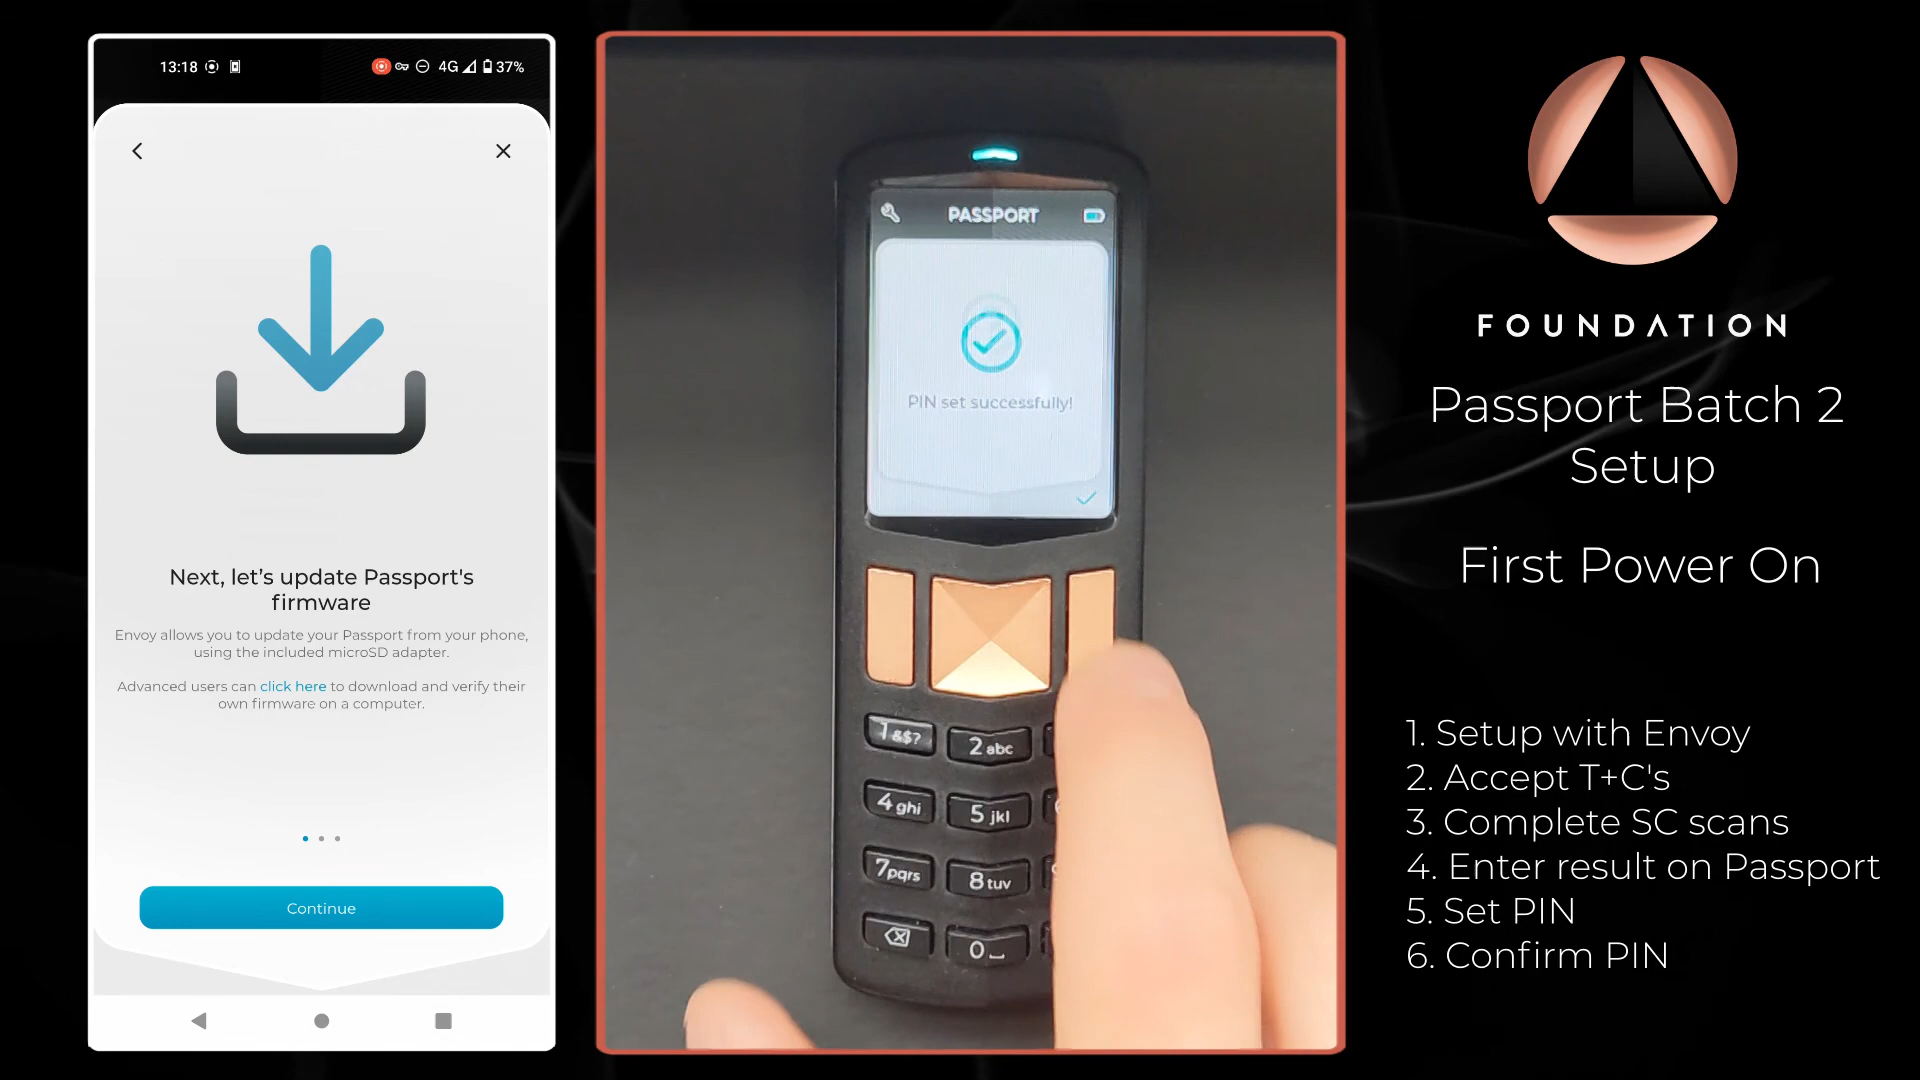 13:18
4G
37%
Next, let's update Passport's
firmware
Envoy allows you to update your Passport from your phone,
using the included microSD adapter.
Advanced users can click here to download and verify their
own firmware on a computer.
Continue
PASSPORT
PIN set successfully!
1 &$?
2 abc
4 ghi
5 jkl
7 pqrs
8 tuv
0
FOUNDATION
Passport Batch 2
Setup
First Power On
1. Setup with Envoy
2. Accept T+C's
3. Complete SC scans
4. Enter result on Passport
5. Set PIN
6. Confirm PIN